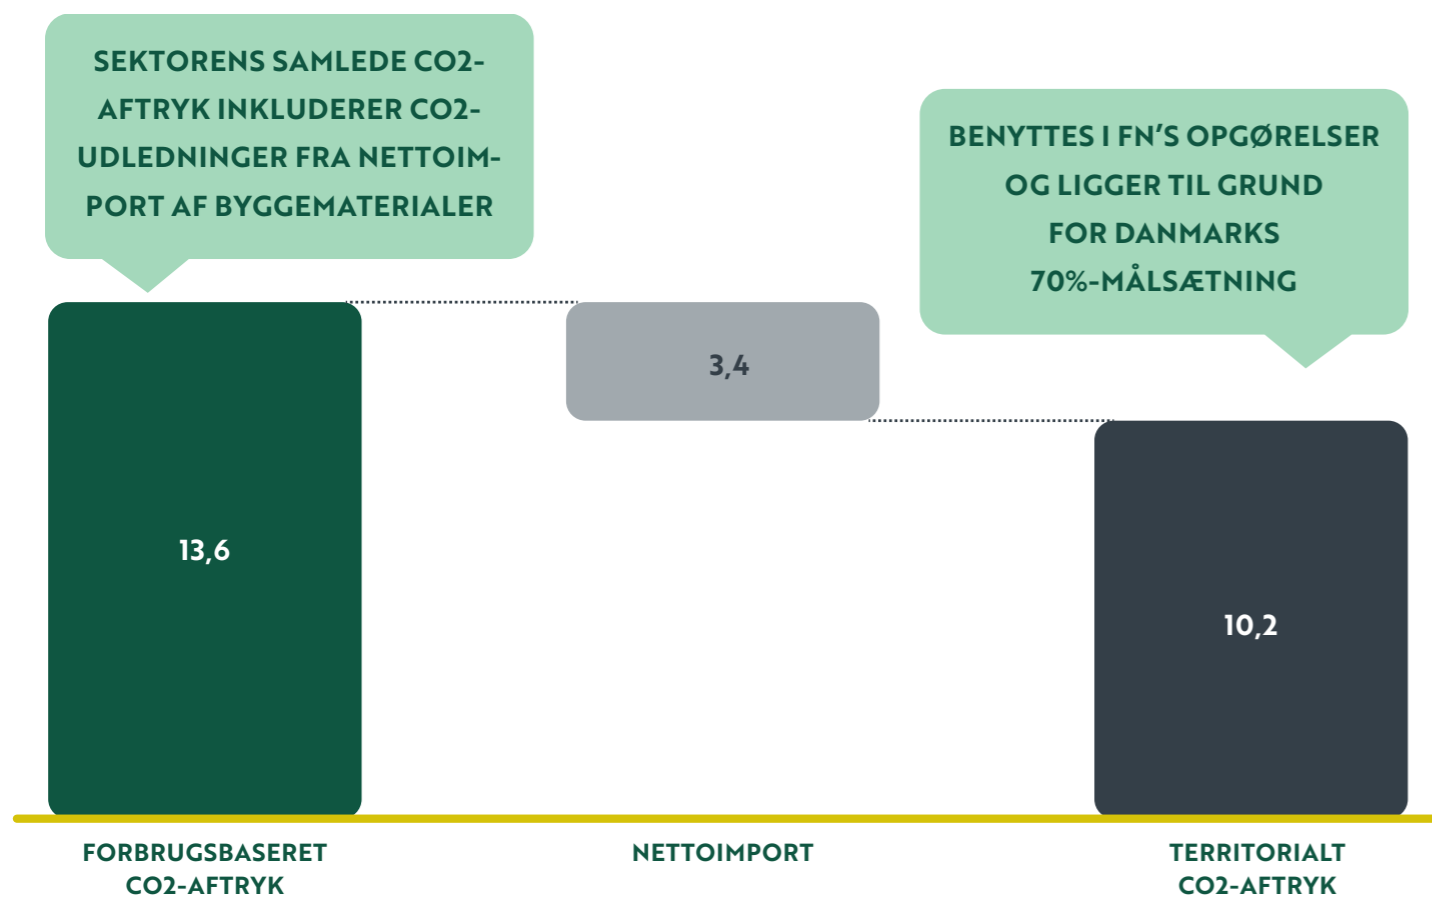 SEKTORENS SAMLEDE CO2-
AFTRYK INKLUDERER CO2-
UDLEDNINGER FRA NETTOIM-
PORT AF BYGGEMATERIALER
BENYTTES I FN’S OPGØRELSER
OG LIGGER TIL GRUND
FOR DANMARKS
70%-MÅLSÆTNING
3,4
13,6
10,2
FORBRUGSBASERET
CO2-AFTRYK
NETTOIMPORT
TERRITORIALT
CO2-AFTRYK